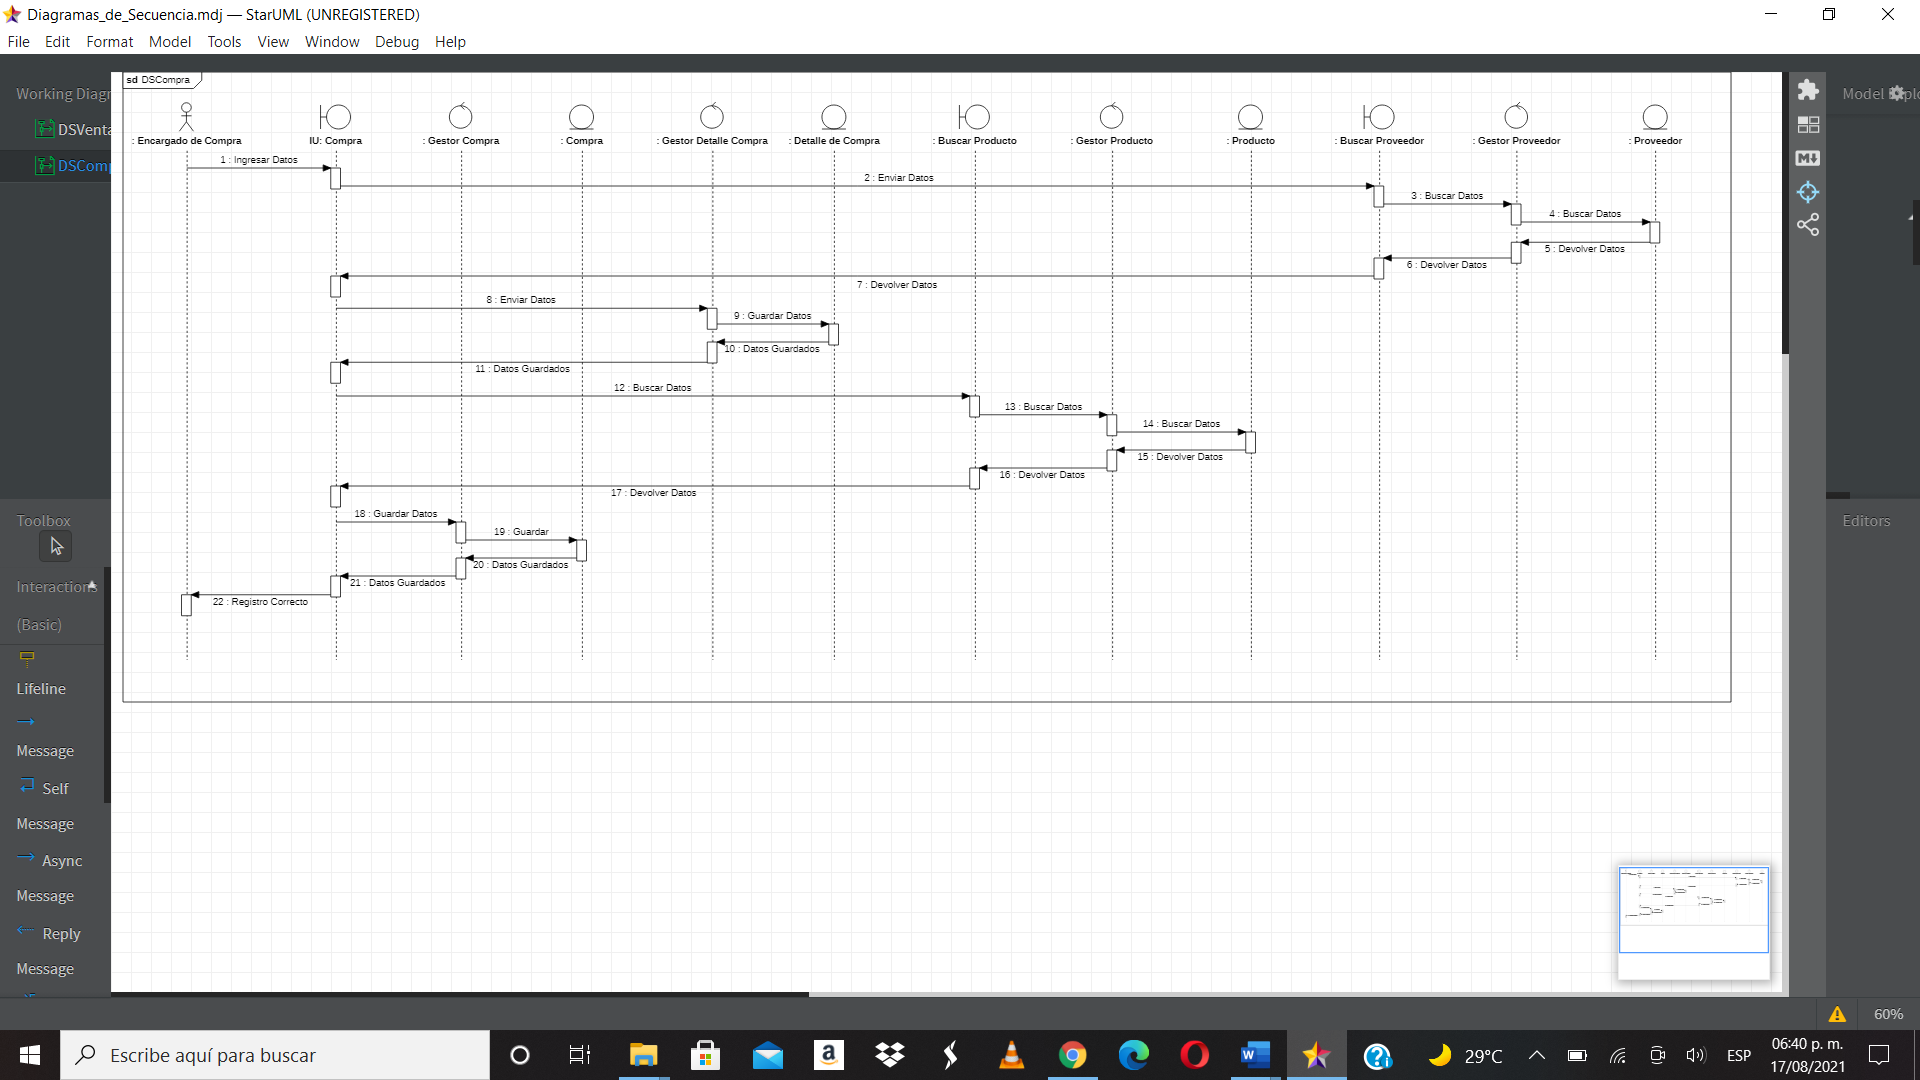 Diagramas_de_Secuencia.mdj — StarUML (UNREGISTERED)
File Edit Format Model Tools View Window Debug Help
Working Diagr
DSVenta
DSComp
Toolbox
Interactions
(Basic)
Lifeline
Message
Self
Message
Async
Message
Reply
Message
sd DSCompra
: Encargado de Compra
IU: Compra
: Gestor Compra
: Compra
: Gestor Detalle Compra
: Detalle de Compra
: Buscar Producto
: Gestor Producto
: Producto
: Buscar Proveedor
: Gestor Proveedor
: Proveedor
1 : Ingresar Datos
2 : Enviar Datos
3 : Buscar Datos
4 : Buscar Datos
5 : Devolver Datos
6 : Devolver Datos
7 : Devolver Datos
8 : Enviar Datos
9 : Guardar Datos
10 : Datos Guardados
11 : Datos Guardados
12 : Buscar Datos
13 : Buscar Datos
14 : Buscar Datos
15 : Devolver Datos
16 : Devolver Datos
17 : Devolver Datos
18 : Guardar Datos
19 : Guardar
20 : Datos Guardados
21 : Datos Guardados
22 : Registro Correcto
M
Model
Editors
60%
Escribe aquí para buscar
a
W
29°C
ESP
06:40 p. m.
17/08/2021